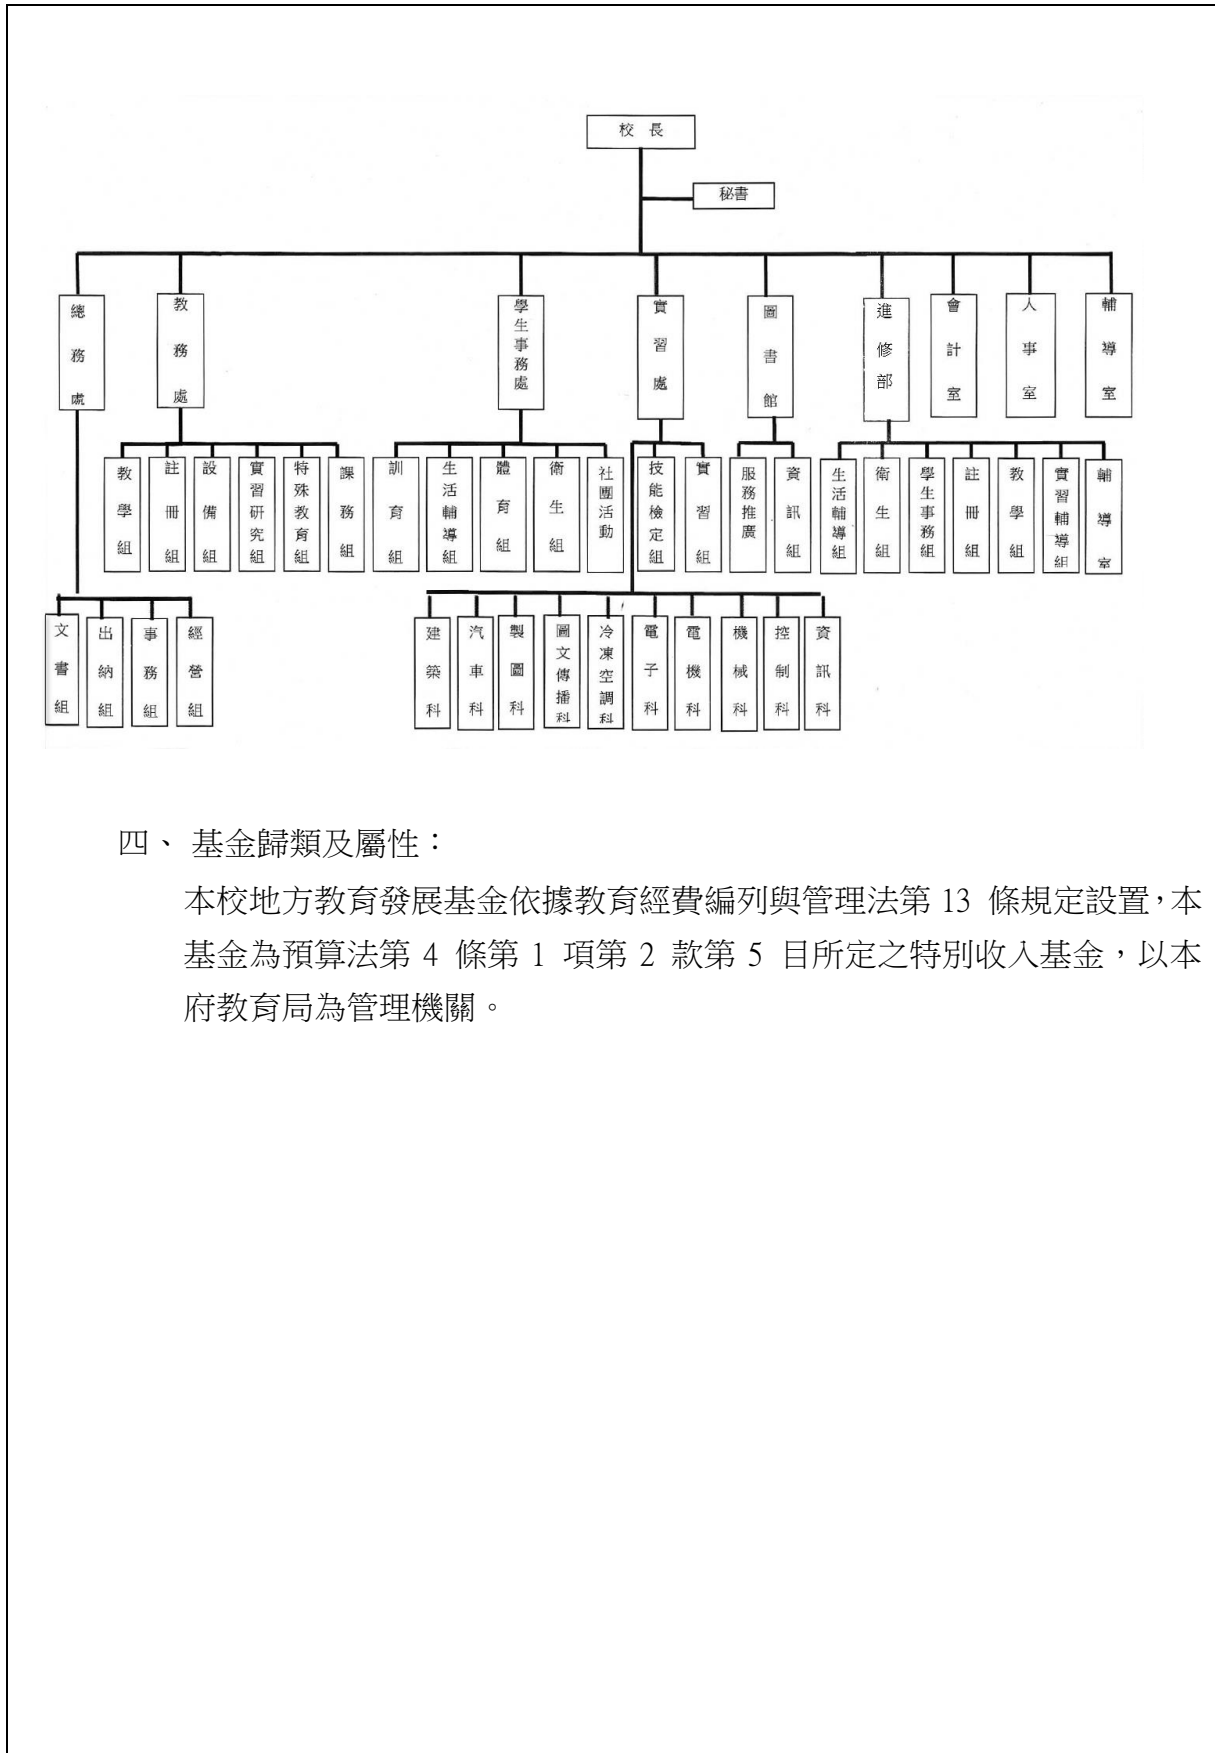 校長
秘書
總務處
教務處
學生事務處
實習處
圖書館
進修部
會計室
人事室
輔導室
教學組
註冊組
設備組
實習研究組
特殊教育組
課務組
訓育組
生活輔導組
體育組
衛生組
社團活動
技能檢定組
實習組
服務推廣
資訊組
生活輔導組
衛生組
學生事務組
註冊組
教學組
實習輔導組
輔導室
文書組
出納組
事務組
經營組
建築科
汽車科
製圖科
圖文傳播科
冷凍空調科
電子科
電機科
機械科
控制科
資訊科
四、 基金歸類及屬性：
本校地方教育發展基金依據教育經費編列與管理法第 13 條規定設置，本
基金為預算法第 4 條第 1 項第 2 款第 5 目所定之特別收入基金，以本
府教育局為管理機關。